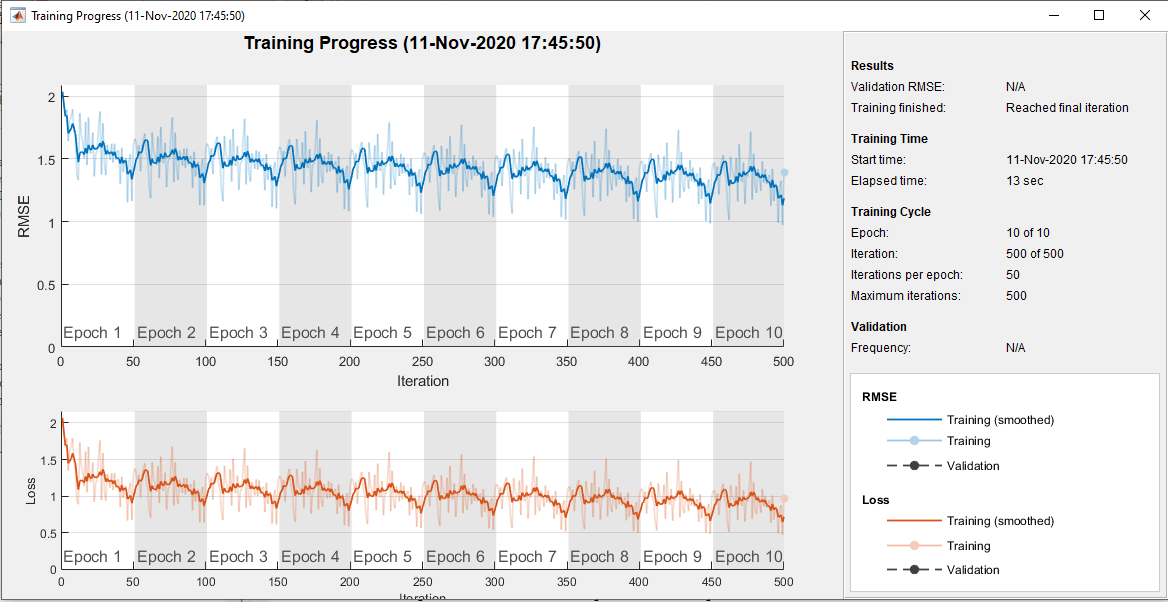 Training Progress (11-Nov-2020 17:45:50)
Training Progress (11-Nov-2020 17:45:50)
RMSE
2
1.5
1
0.5
0
Epoch 1 Epoch 2 Epoch 3 Epoch 4 Epoch 5 Epoch 6 Epoch 7 Epoch 8 Epoch 9 Epoch 10
0 50 100 150 200 250 300 350 400 450 500
Iteration
Loss
2
1.5
1
0.5
0
Epoch 1 Epoch 2 Epoch 3 Epoch 4 Epoch 5 Epoch 6 Epoch 7 Epoch 8 Epoch 9 Epoch 10
0 50 100 150 200 250 300 350 400 450 500
Iteration
Results
Validation RMSE: N/A
Training finished: Reached final iteration
Training Time
Start time: 11-Nov-2020 17:45:50
Elapsed time: 13 sec
Training Cycle
Epoch: 10 of 10
Iteration: 500 of 500
Iterations per epoch: 50
Maximum iterations: 500
Validation
Frequency: N/A
RMSE
Training (smoothed)
Training
Validation
Loss
Training (smoothed)
Training
Validation